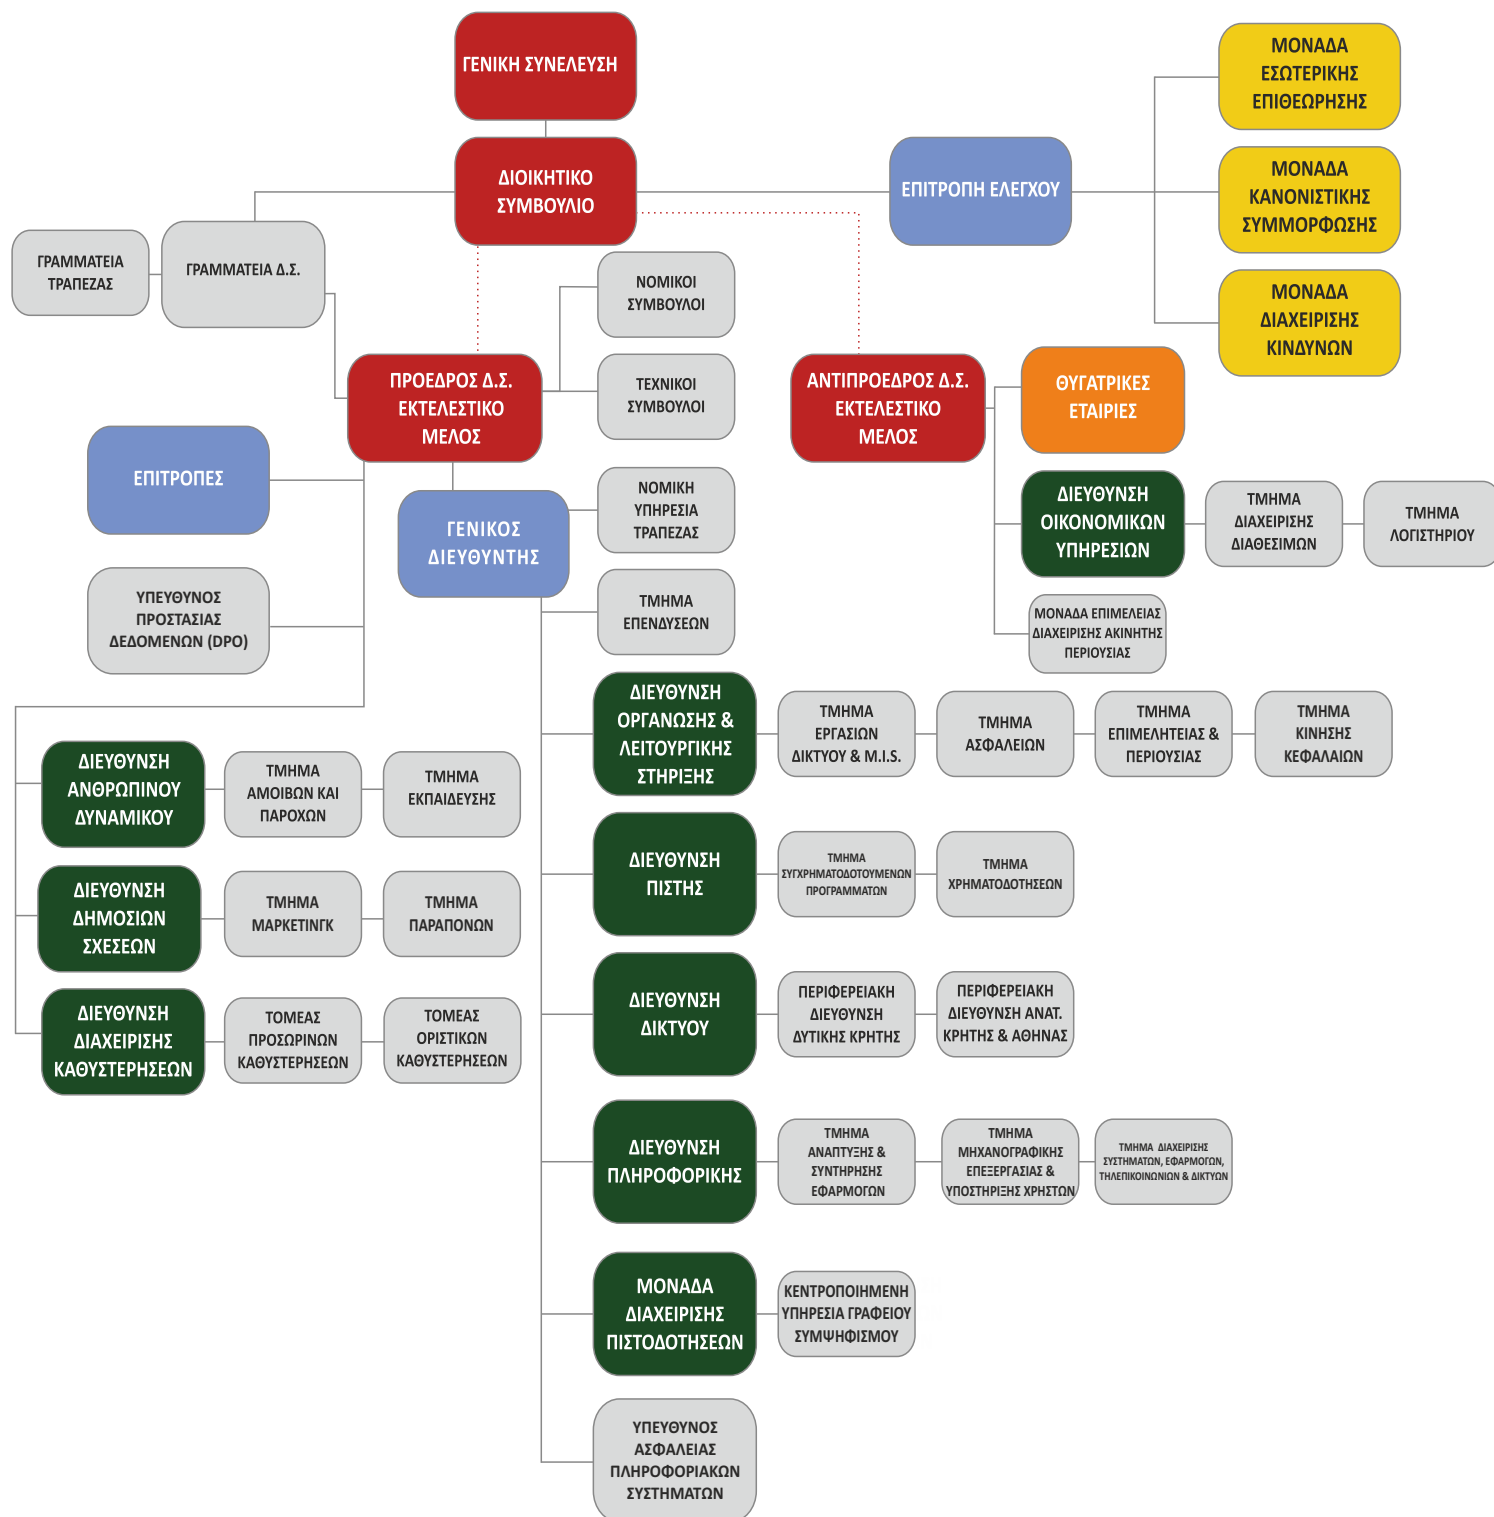 ΓΕΝΙΚΗ ΣΥΝΕΛΕΥΣΗ
ΔΙΟΙΚΗΤΙΚΟ
ΣΥΜΒΟΥΛΙΟ
ΕΠΙΤΡΟΠΗ ΕΛΕΓΧΟΥ
ΜΟΝΑΔΑ
ΕΣΩΤΕΡΙΚΗΣ
ΕΠΙΘΕΩΡΗΣΗΣ
ΜΟΝΑΔΑ
ΚΑΝΟΝΙΣΤΙΚΗΣ
ΣΥΜΜΟΡΦΩΣΗΣ
ΜΟΝΑΔΑ
ΔΙΑΧΕΙΡΙΣΗΣ
ΚΙΝΔΥΝΩΝ
ΓΡΑΜΜΑΤΕΙΑ
ΤΡΑΠΕΖΑΣ
ΓΡΑΜΜΑΤΕΙΑ Δ.Σ.
ΝΟΜΙΚΟΙ
ΣΥΜΒΟΥΛΟΙ
ΤΕΧΝΙΚΟΙ
ΣΥΜΒΟΥΛΟΙ
ΠΡΟΕΔΡΟΣ Δ.Σ.
ΕΚΤΕΛΕΣΤΙΚΟ
ΜΕΛΟΣ
ΑΝΤΙΠΡΟΕΔΡΟΣ Δ.Σ.
ΕΚΤΕΛΕΣΤΙΚΟ
ΜΕΛΟΣ
ΘΥΓΑΤΡΙΚΕΣ
ΕΤΑΙΡΙΕΣ
ΔΙΕΥΘΥΝΣΗ
ΟΙΚΟΝΟΜΙΚΩΝ
ΥΠΗΡΕΣΙΩΝ
ΤΜΗΜΑ
ΔΙΑΧΕΙΡΙΣΗΣ
ΔΙΑΘΕΣΙΜΩΝ
ΤΜΗΜΑ
ΛΟΓΙΣΤΗΡΙΟΥ
ΜΟΝΑΔΑ ΕΠΙΜΕΛΕΙΑΣ
ΔΙΑΧΕΙΡΙΣΗΣ ΑΚΙΝΗΤΗΣ
ΠΕΡΙΟΥΣΙΑΣ
ΕΠΙΤΡΟΠΕΣ
ΥΠΕΥΘΥΝΟΣ
ΠΡΟΣΤΑΣΙΑΣ
ΔΕΔΟΜΕΝΩΝ (DPO)
ΓΕΝΙΚΟΣ
ΔΙΕΥΘΥΝΤΗΣ
ΝΟΜΙΚΗ
ΥΠΗΡΕΣΙΑ
ΤΡΑΠΕΖΑΣ
ΤΜΗΜΑ
ΕΠΕΝΔΥΣΕΩΝ
ΔΙΕΥΘΥΝΣΗ
ΟΡΓΑΝΩΣΗΣ &
ΛΕΙΤΟΥΡΓΙΚΗΣ
ΣΤΗΡΙΞΗΣ
ΤΜΗΜΑ
ΕΡΓΑΣΙΩΝ
ΔΙΚΤΥΟΥ & M.I.S.
ΤΜΗΜΑ
ΑΣΦΑΛΕΙΩΝ
ΤΜΗΜΑ
ΕΠΙΜΕΛΗΤΕΙΑΣ &
ΠΕΡΙΟΥΣΙΑΣ
ΤΜΗΜΑ
ΚΙΝΗΣΗΣ
ΚΕΦΑΛΑΙΩΝ
ΔΙΕΥΘΥΝΣΗ
ΑΝΘΡΩΠΙΝΟΥ
ΔΥΝΑΜΙΚΟΥ
ΤΜΗΜΑ
ΑΜΟΙΒΩΝ ΚΑΙ
ΠΑΡΟΧΩΝ
ΤΜΗΜΑ
ΕΚΠΑΙΔΕΥΣΗΣ
ΔΙΕΥΘΥΝΣΗ
ΔΗΜΟΣΙΩΝ
ΣΧΕΣΕΩΝ
ΤΜΗΜΑ
ΜΑΡΚΕΤΙΝΓΚ
ΤΜΗΜΑ
ΠΑΡΑΠΟΝΩΝ
ΔΙΕΥΘΥΝΣΗ
ΔΙΑΧΕΙΡΙΣΗΣ
ΚΑΘΥΣΤΕΡΗΣΕΩΝ
ΤΟΜΕΑΣ
ΠΡΟΣΩΡΙΝΩΝ
ΚΑΘΥΣΤΕΡΗΣΕΩΝ
ΤΟΜΕΑΣ
ΟΡΙΣΤΙΚΩΝ
ΚΑΘΥΣΤΕΡΗΣΕΩΝ
ΔΙΕΥΘΥΝΣΗ
ΠΙΣΤΗΣ
ΤΜΗΜΑ
ΣΥΓΧΡΗΜΑΤΟΔΟΤΟΥΜΕΝΩΝ
ΠΡΟΓΡΑΜΜΑΤΩΝ
ΤΜΗΜΑ
ΧΡΗΜΑΤΟΔΟΤΗΣΕΩΝ
ΔΙΕΥΘΥΝΣΗ
ΔΙΚΤΥΟΥ
ΠΕΡΙΦΕΡΕΙΑΚΗ
ΔΙΕΥΘΥΝΣΗ
ΔΥΤΙΚΗΣ ΚΡΗΤΗΣ
ΠΕΡΙΦΕΡΕΙΑΚΗ
ΔΙΕΥΘΥΝΣΗ ΑΝΑΤ.
ΚΡΗΤΗΣ & ΑΘΗΝΑΣ
ΔΙΕΥΘΥΝΣΗ
ΠΛΗΡΟΦΟΡΙΚΗΣ
ΤΜΗΜΑ
ΑΝΑΠΤΥΞΗΣ &
ΣΥΝΤΗΡΗΣΗΣ
ΕΦΑΡΜΟΓΩΝ
ΤΜΗΜΑ
ΜΗΧΑΝΟΓΡΑΦΙΚΗΣ
ΕΠΕΞΕΡΓΑΣΙΑΣ &
ΥΠΟΣΤΗΡΙΞΗΣ ΧΡΗΣΤΩΝ
ΤΜΗΜΑ ΔΙΑΧΕΙΡΙΣΗΣ
ΣΥΣΤΗΜΑΤΩΝ, ΕΦΑΡΜΟΓΩΝ,
ΤΗΛΕΠΙΚΟΙΝΩΝΙΩΝ & ΔΙΚΤΥΩΝ
ΜΟΝΑΔΑ
ΔΙΑΧΕΙΡΙΣΗΣ
ΠΙΣΤΟΔΟΤΗΣΕΩΝ
ΚΕΝΤΡΟΠΟΙΗΜΕΝΗ
ΥΠΗΡΕΣΙΑ ΓΡΑΦΕΙΟΥ
ΣΥΜΨΗΦΙΣΜΟΥ
ΥΠΕΥΘΥΝΟΣ
ΑΣΦΑΛΕΙΑΣ
ΠΛΗΡΟΦΟΡΙΑΚΩΝ
ΣΥΣΤΗΜΑΤΩΝ